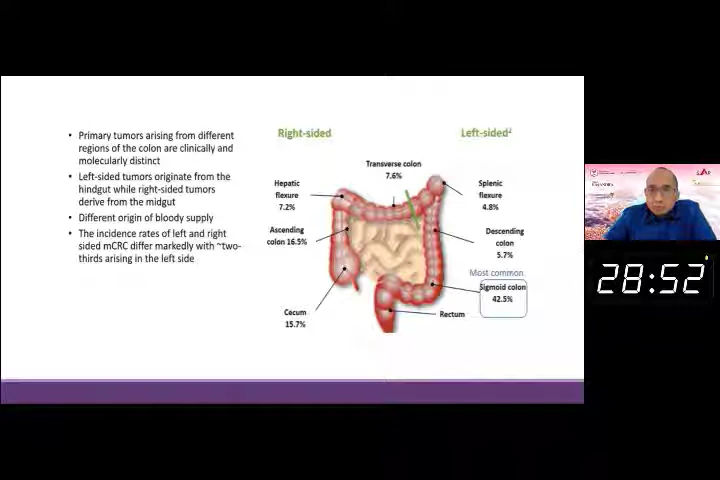 • Primary tumors arising from different
regions of the colon are clinically and
molecularly distinct
• Left-sided tumors originate from the
hindgut while right-sided tumors
derive from the midgut
• Different origin of bloody supply
• The incidence rates of left and right
sided mCRC differ markedly with ~two-
thirds arising in the left side
Right-sided
Left-sided²
Transverse colon
7.6%
Hepatic
flexure
7.2%
Splenic
flexure
4.8%
Ascending
colon 16.5%
Descending
colon
5.7%
Most common
Sigmoid colon
42.5%
Cecum
15.7%
Rectum
28:52